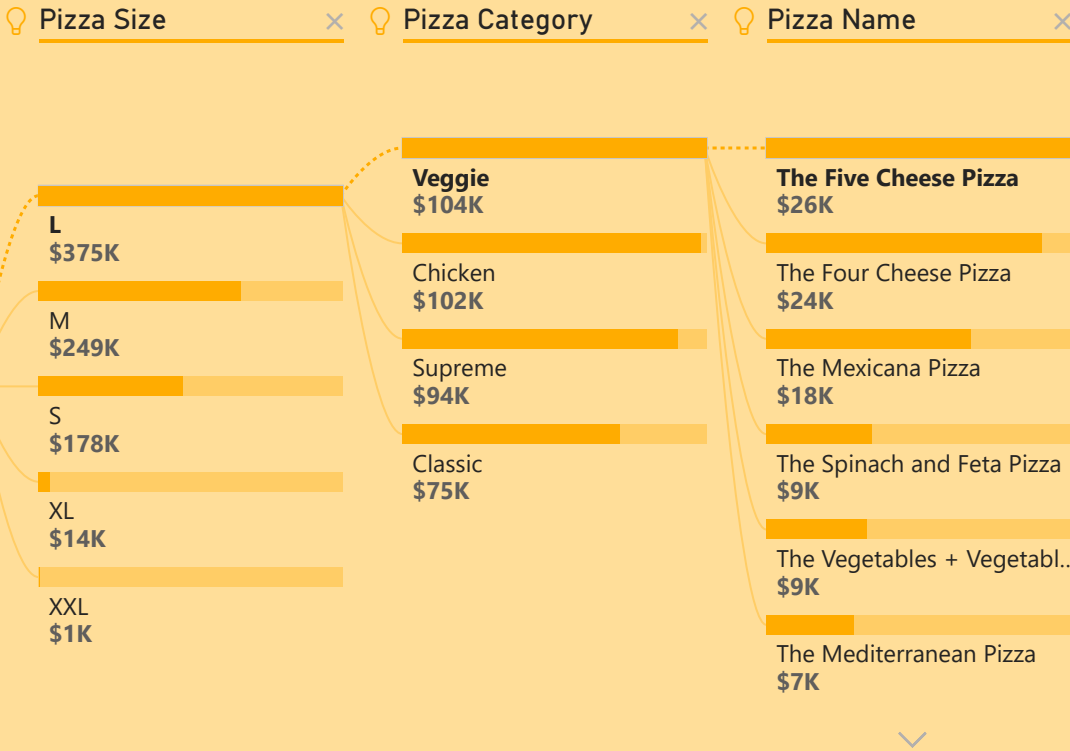 Pizza Size
Pizza Category
Pizza Name
L
$375K
M
$249K
S
$178K
XL
$14K
XXL
$1K
Veggie
$104K
Chicken
$102K
Supreme
$94K
Classic
$75K
The Five Cheese Pizza
$26K
The Four Cheese Pizza
$24K
The Mexicana Pizza
$18K
The Spinach and Feta Pizza
$9K
The Vegetables + Vegetabl..
$9K
The Mediterranean Pizza
$7K